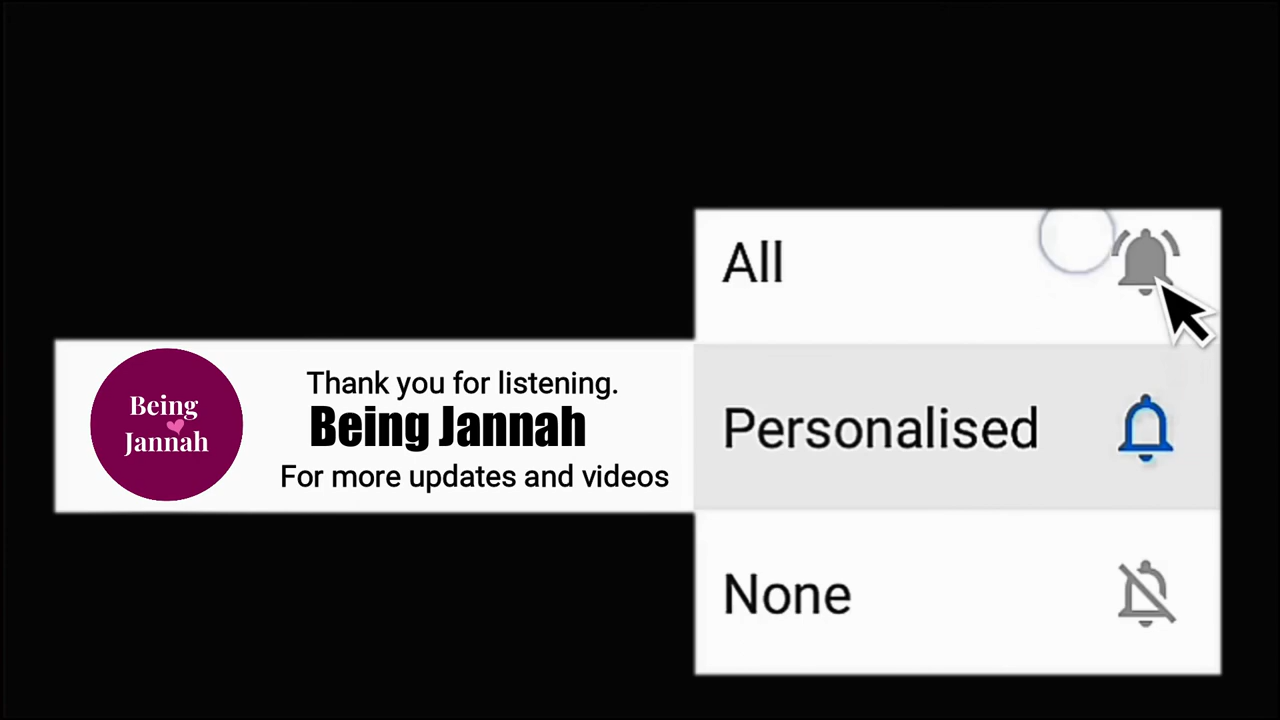 Being
Jannah
Thank you for listening.
Being Jannah
For more updates and videos
All
Personalised
None